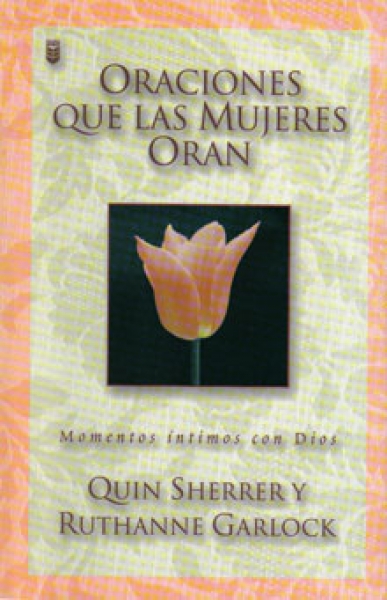 ORACIONES
QUE LAS MUJERES
ORAN
Momentos íntimos con Dios
QUIN SHERRER Y
RUTHANNE GARLOCK